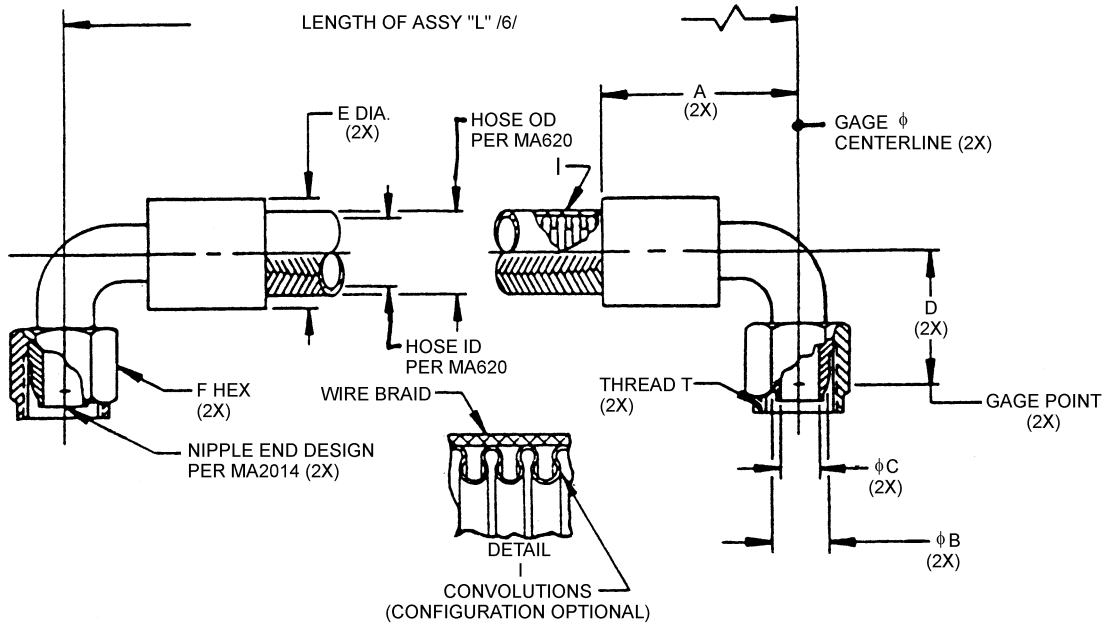 LENGTH OF ASSY "L" /6/
A
(2X)
E DIA.
(2X)
HOSE OD
PER MA620
GAGE ϕ
CENTERLINE (2X)
I
D
(2X)
HOSE ID
PER MA620
F HEX
(2X)
WIRE BRAID
THREAD T
(2X)
GAGE POINT
(2X)
NIPPLE END DESIGN
PER MA2014 (2X)
ϕC
(2X)
ϕB
(2X)
DETAIL
I
CONVOLUTIONS
(CONFIGURATION OPTIONAL)